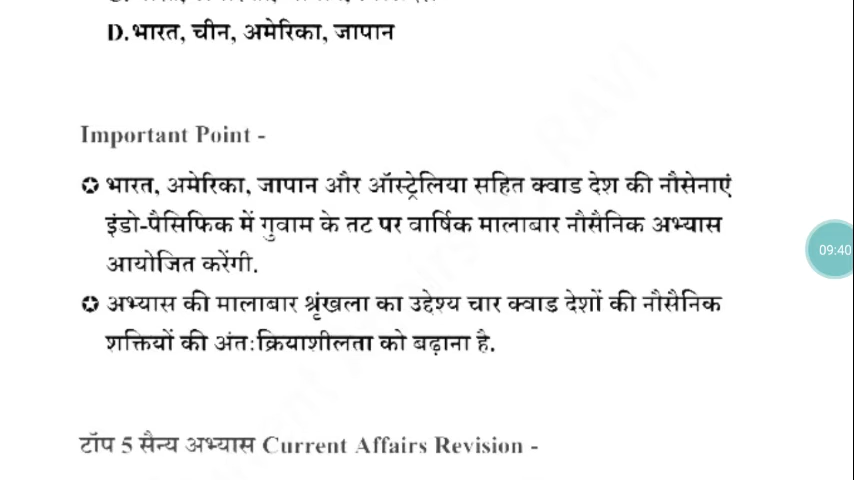 D.भारत, चीन, अमेरिका, जापान
Important Point -
✪ भारत, अमेरिका, जापान और ऑस्ट्रेलिया सहित क्वाड देश की नौसेनाएं
इंडो-पैसिफिक में गुवाम के तट पर वार्षिक मालाबार नौसैनिक अभ्यास
आयोजित करेंगी.
09:40
✪ अभ्यास की मालाबार श्रृंखला का उद्देश्य चार क्वाड देशों की नौसैनिक
शक्तियों की अंतःक्रियाशीलता को बढ़ाना है.
टॉप 5 सैन्य अभ्यास Current Affairs Revision -